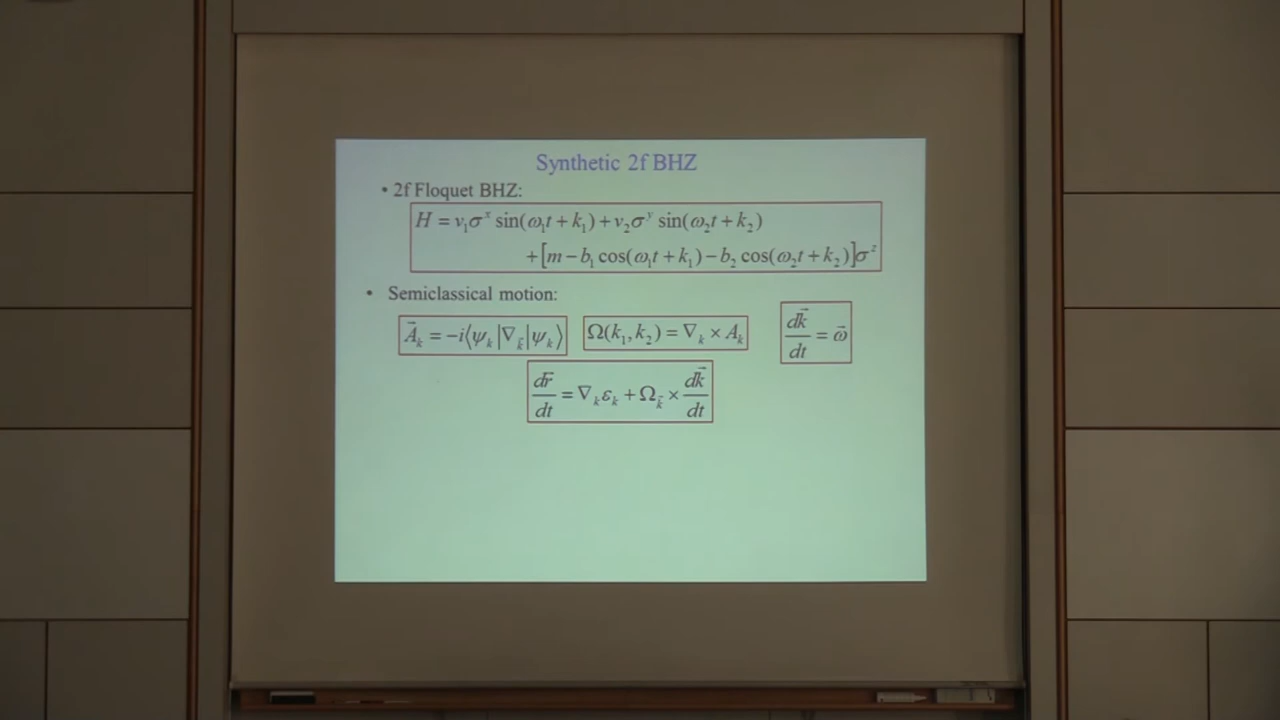 Synthetic 2f BHZ
• 2f Floquet BHZ:
H = v₁σˣ sin(ω₁t + k₁) + v₂σʸ sin(ω₂t + k₂)
+[m − b₁ cos(ω₁t + k₁) − b₂ cos(ω₂t + k₂)]σᶻ
• Semiclassical motion:
A⃗ₖ = −i⟨ψₖ|∇ₖ⃗|ψₖ⟩ Ω(k₁, k₂) = ∇ₖ × Aₖ dk⃗/dt = ω⃗
dr⃗/dt = ∇ₖεₖ + Ωₖ⃗ × dk⃗/dt